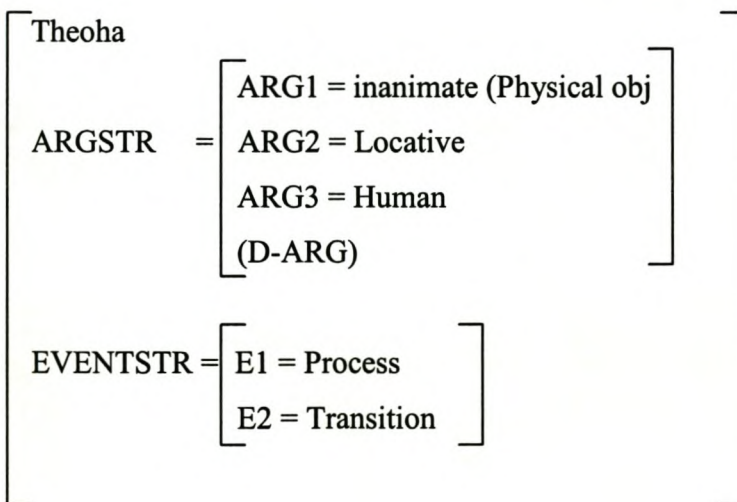 Theoha
ARG1 = inanimate (Physical obj
ARGSTR = ARG2 = Locative
ARG3 = Human
(D-ARG)
EVENTSTR = E1 = Process
E2 = Transition